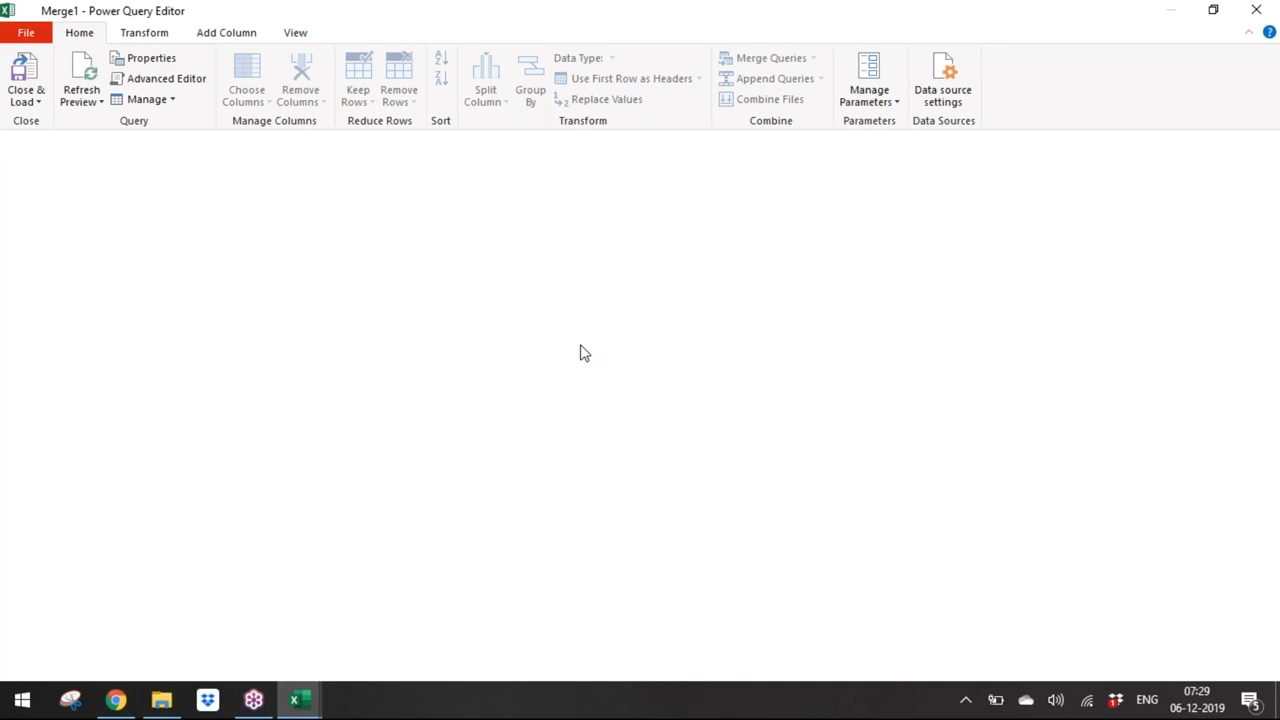 Merge1 - Power Query Editor
File Home Transform Add Column View
Close & Load
Refresh Preview
Properties
Advanced Editor
Manage
Choose Columns
Remove Columns
Keep Rows
Remove Rows
Split Column
Group By
Data Type:
Use First Row as Headers
Replace Values
Merge Queries
Append Queries
Combine Files
Manage Parameters
Data source settings
Close Query Manage Columns Reduce Rows Sort Transform Combine Parameters Data Sources
ENG
07:29
06-12-2019
5